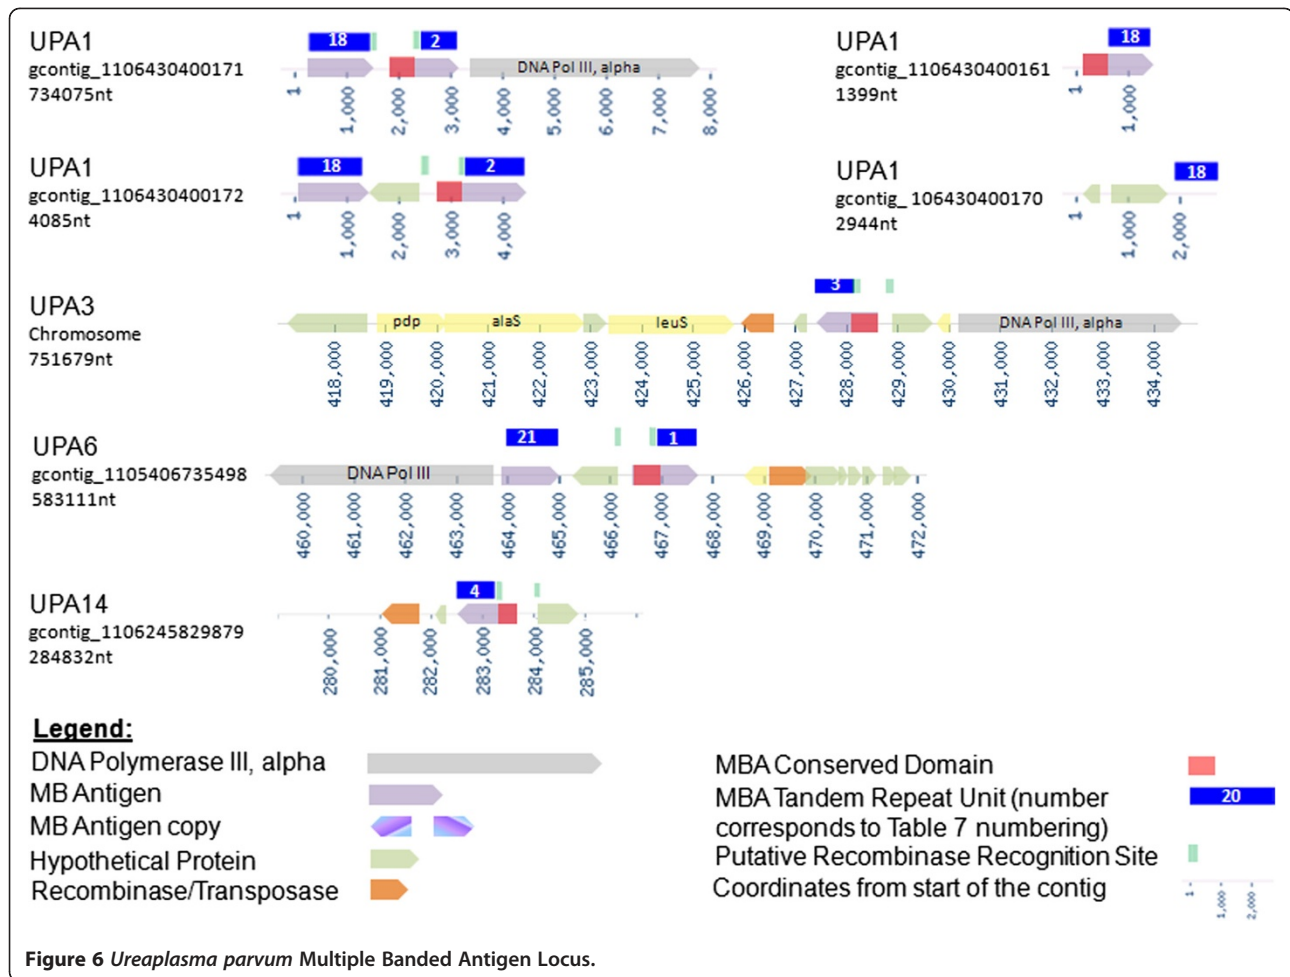 UPA1
gcontig_1106430400171
734075nt
18
2
DNA Pol III, alpha
1
1,000
2,000
3,000
4,000
5,000
6,000
7,000
8,000
UPA1
gcontig_1106430400161
1399nt
18
1
1,000
UPA1
gcontig_1106430400172
4085nt
18
2
1
1,000
2,000
3,000
4,000
UPA1
gcontig_ 106430400170
2944nt
18
1
1,000
2,000
UPA3
Chromosome
751679nt
3
pdp
alaS
leuS
DNA Pol III, alpha
418,000
419,000
420,000
421,000
422,000
423,000
424,000
425,000
426,000
427,000
428,000
429,000
430,000
431,000
432,000
433,000
434,000
UPA6
gcontig_1105406735498
583111nt
21
1
DNA Pol III
460,000
461,000
462,000
463,000
464,000
465,000
466,000
467,000
468,000
469,000
470,000
471,000
472,000
UPA14
gcontig_1106245829879
284832nt
4
280,000
281,000
282,000
283,000
284,000
285,000
Legend:
DNA Polymerase III, alpha
MB Antigen
MB Antigen copy
Hypothetical Protein
Recombinase/Transposase
MBA Conserved Domain
MBA Tandem Repeat Unit (number
corresponds to Table 7 numbering)
20
Putative Recombinase Recognition Site
Coordinates from start of the contig
1
1,000
2,000
Figure 6 Ureaplasma parvum Multiple Banded Antigen Locus.